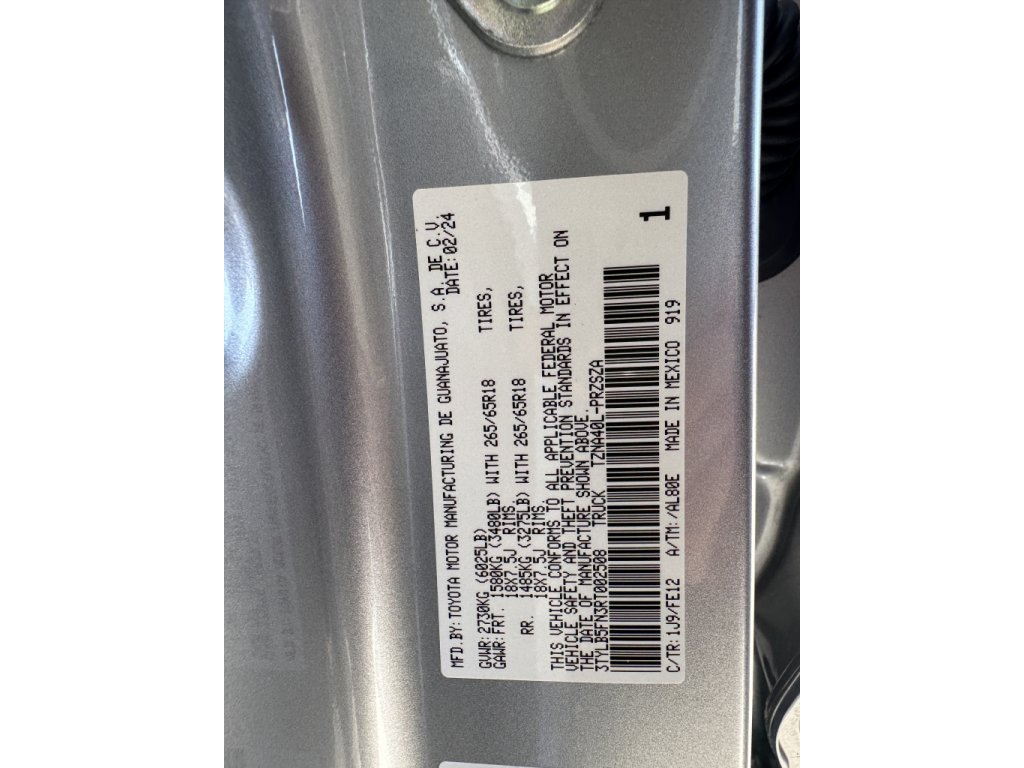 MFD.BY: TOYOTA MOTOR MANUFACTURING DE GUANAJUATO, S.A. DE C.V.
DATE: 02/24
GVWR: 2730KG (6025LB)
GAWR: FRT. 1580KG (3480LB) WITH 265/65R18 TIRES,
18X7.5J RIMS,
RR. 1485KG (3275LB) WITH 265/65R18 TIRES,
18X7.5J RIMS.
THIS VEHICLE CONFORMS TO ALL APPLICABLE FEDERAL MOTOR
VEHICLE SAFETY AND THEFT PREVENTION STANDARDS IN EFFECT ON
THE DATE OF MANUFACTURE SHOWN ABOVE.
3TYLB5FN3RT002508 TRUCK TZNA40L-PRZSZA
C/TR: 1J9/FE12 A/TM: /AL80E MADE IN MEXICO 919
1